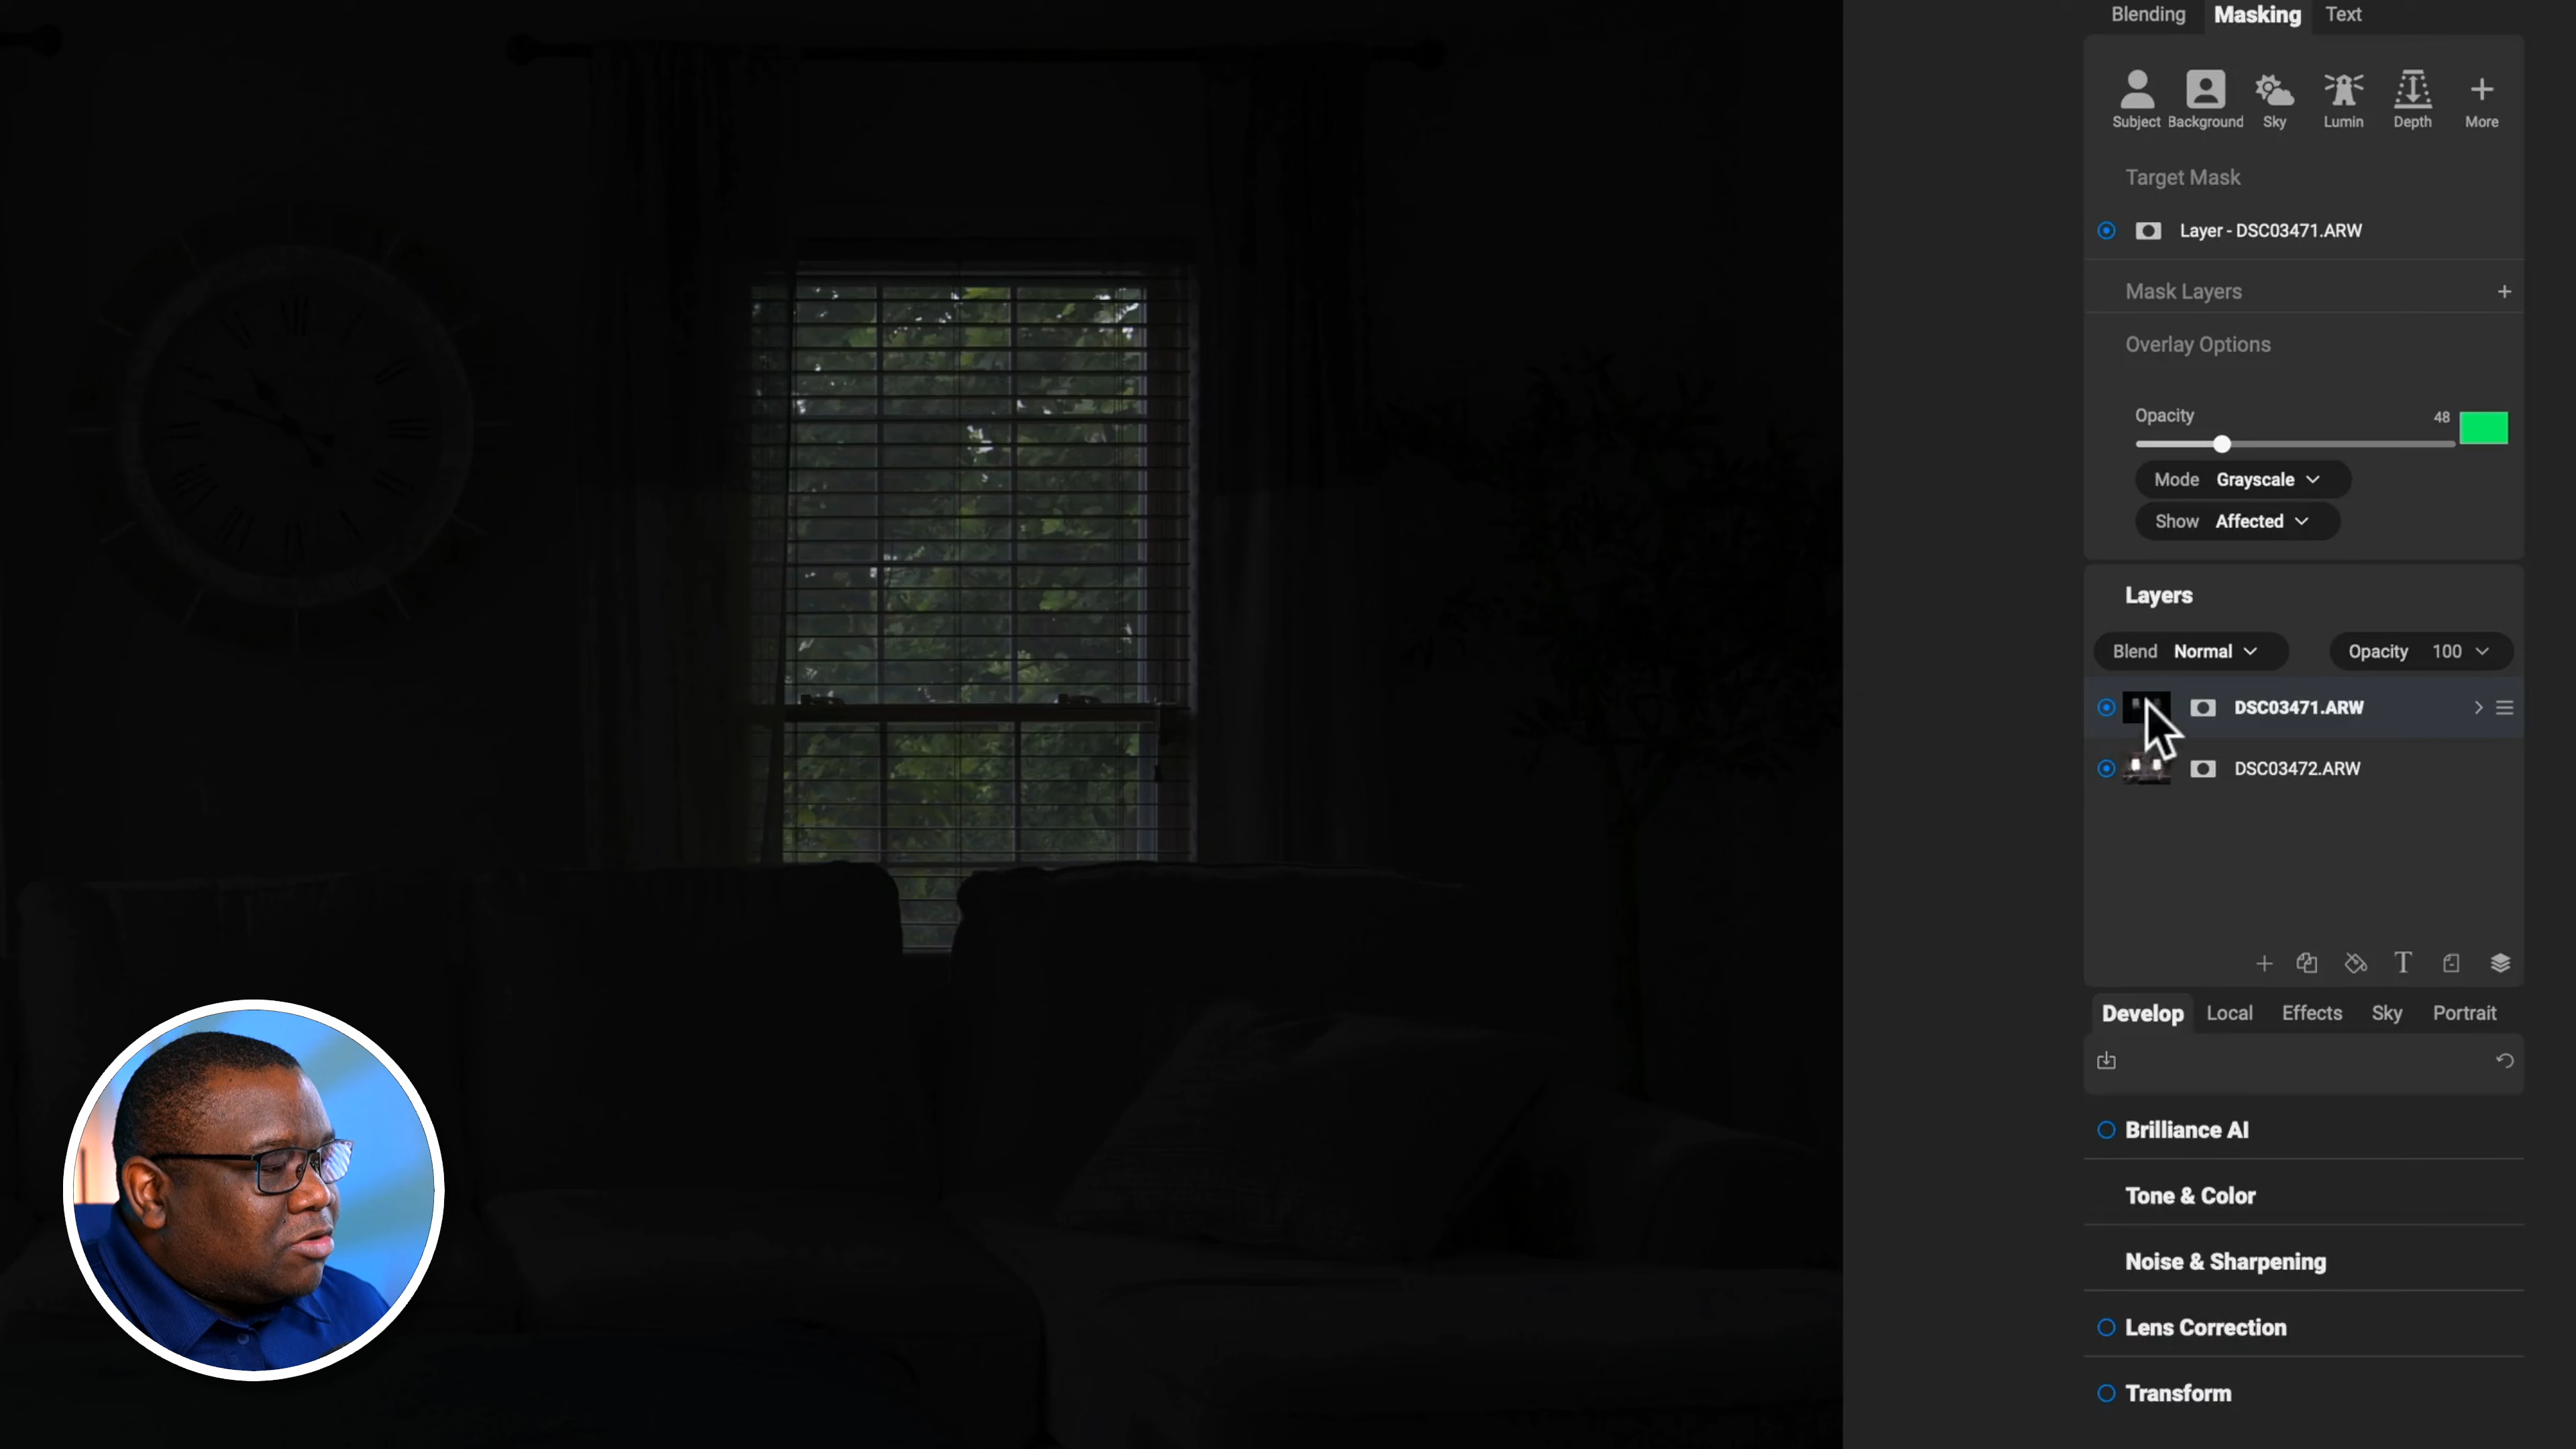 Blending Masking Text
Subject Background Sky Lumin Depth More
Target Mask
Layer - DSC03471.ARW
Mask Layers
Overlay Options
Opacity 48
Mode Grayscale
Show Affected
Layers
Blend Normal Opacity 100
DSC03471.ARW
DSC03472.ARW
Develop Local Effects Sky Portrait
Brilliance AI
Tone & Color
Noise & Sharpening
Lens Correction
Transform